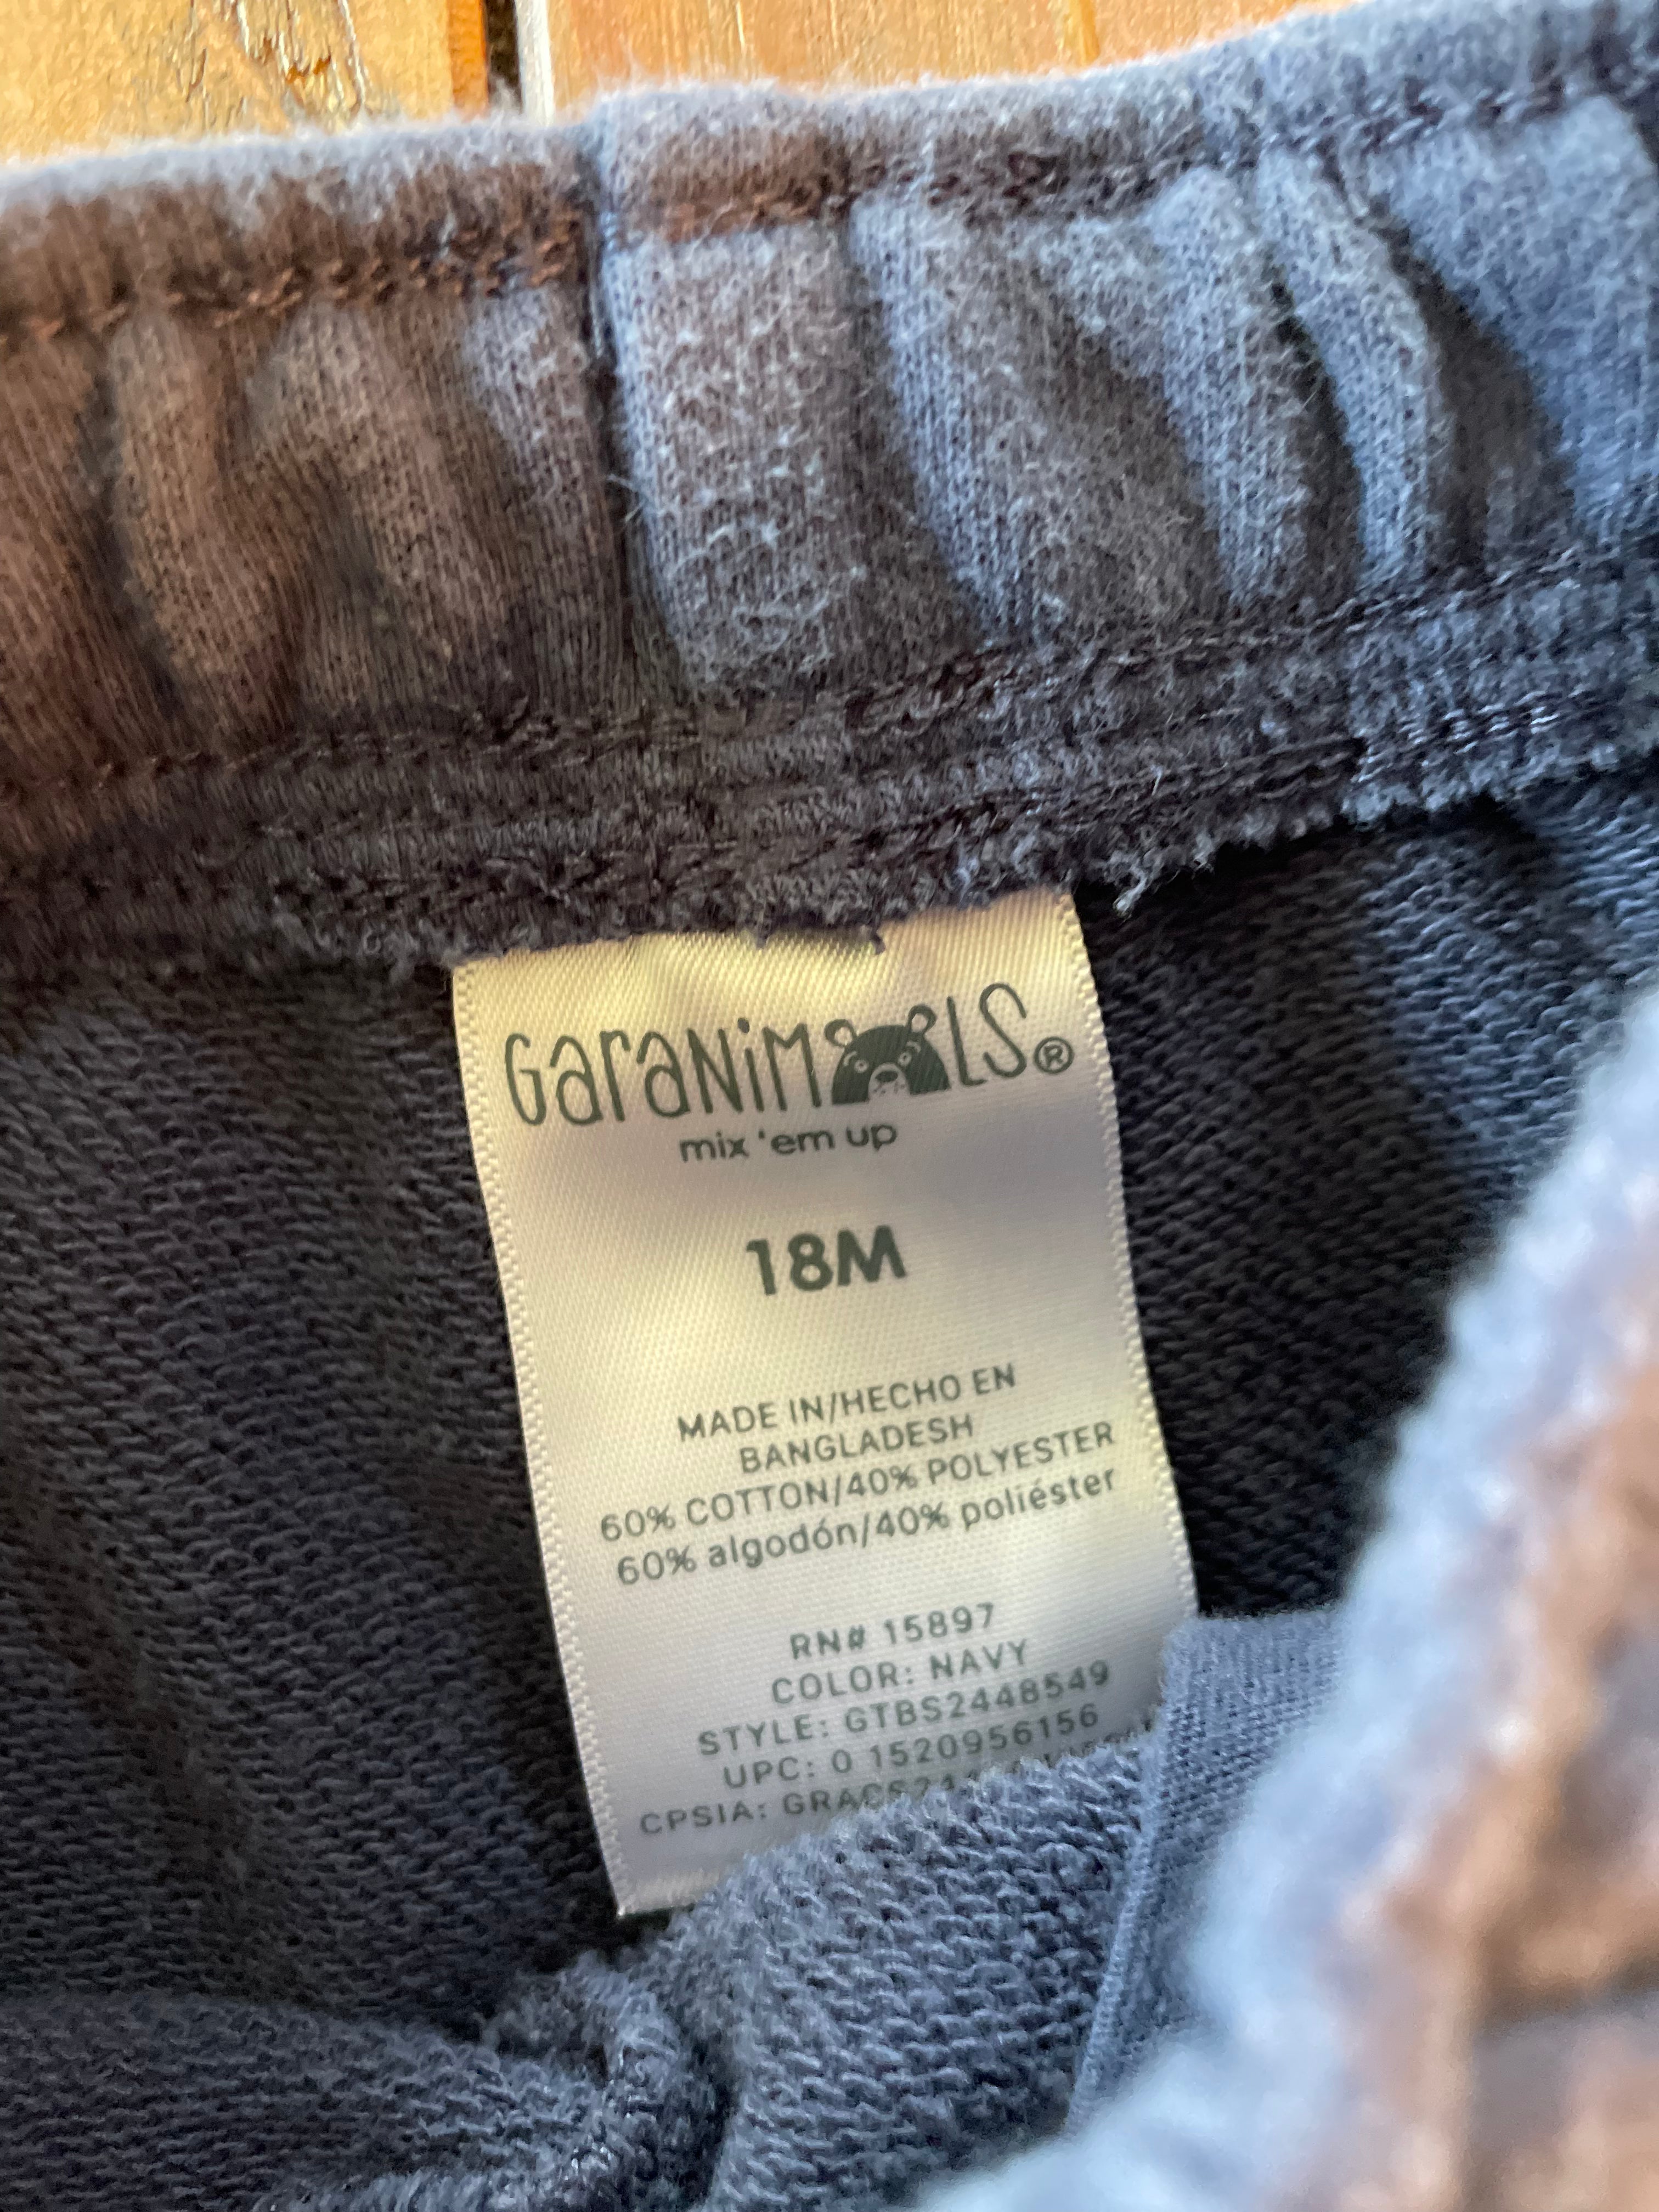 GaraNiMALS®
mix 'em up
18M
MADE IN/HECHO EN
BANGLADESH
60% COTTON/40% POLYESTER
60% algodón/40% poliéster
RN# 15897
COLOR: NAVY
STYLE: GTBS2448549
UPC: 0 1520956156
CPSIA: